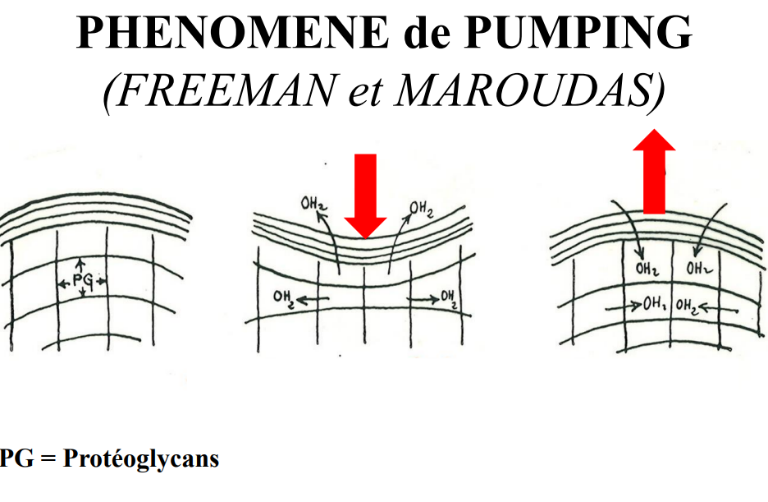 PHENOMENE de PUMPING
(FREEMAN et MAROUDAS)
PG
OH₂ OH₂
OH₂ OH₂
OH₂ OH₂
OH₂ OH₂
PG = Protéoglycans